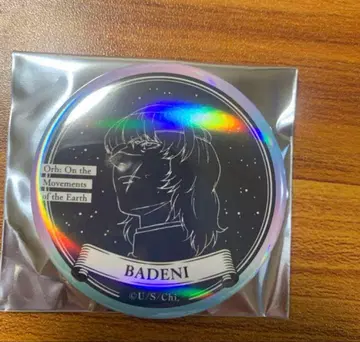 Orb: On the
Movements
of the Earth
BADENI
©U/S/Chi.